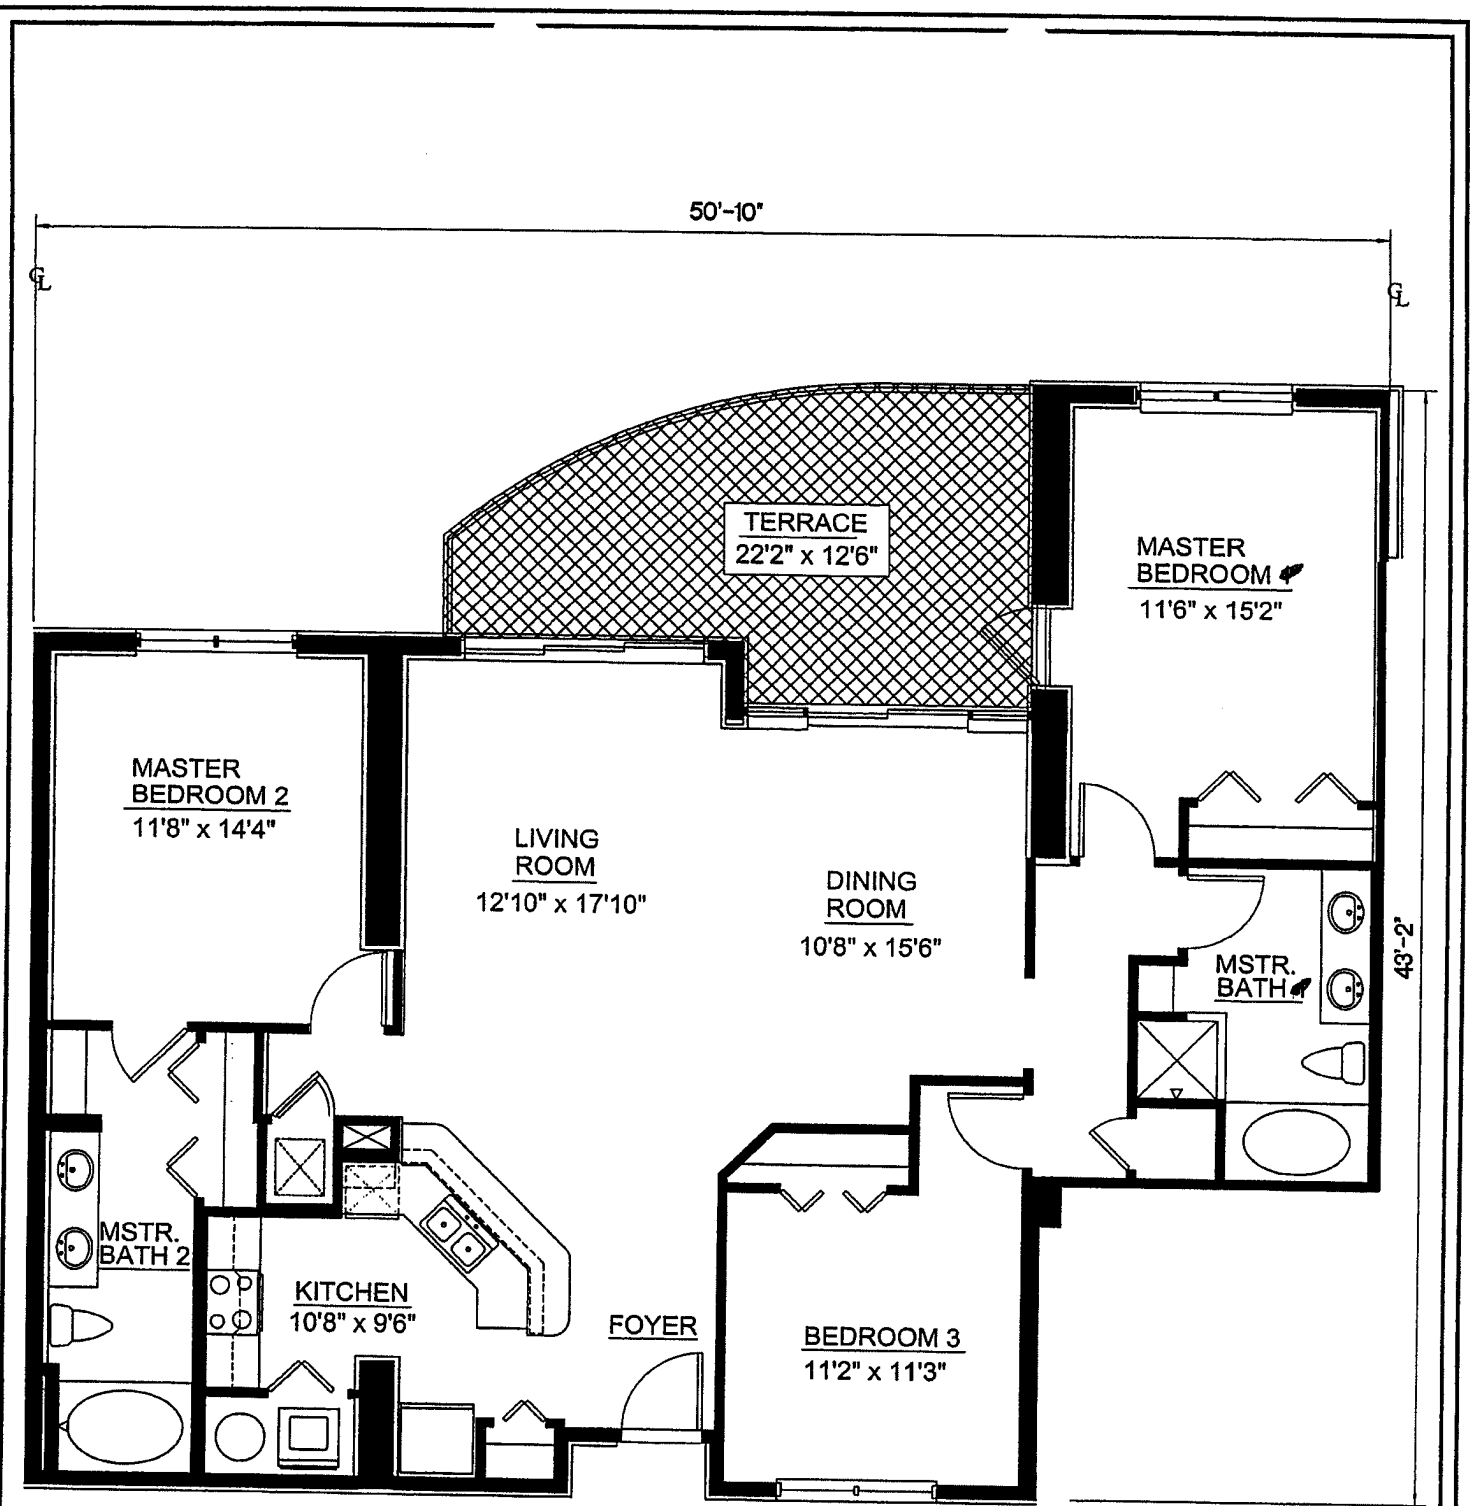 50'-10"
CL
CL
TERRACE
22'2" x 12'6"
MASTER
BEDROOM
11'6" x 15'2"
MASTER
BEDROOM 2
11'8" x 14'4"
LIVING
ROOM
12'10" x 17'10"
DINING
ROOM
10'8" x 15'6"
43'-2"
MSTR.
BATH
MSTR.
BATH 2
KITCHEN
10'8" x 9'6"
FOYER
BEDROOM 3
11'2" x 11'3"